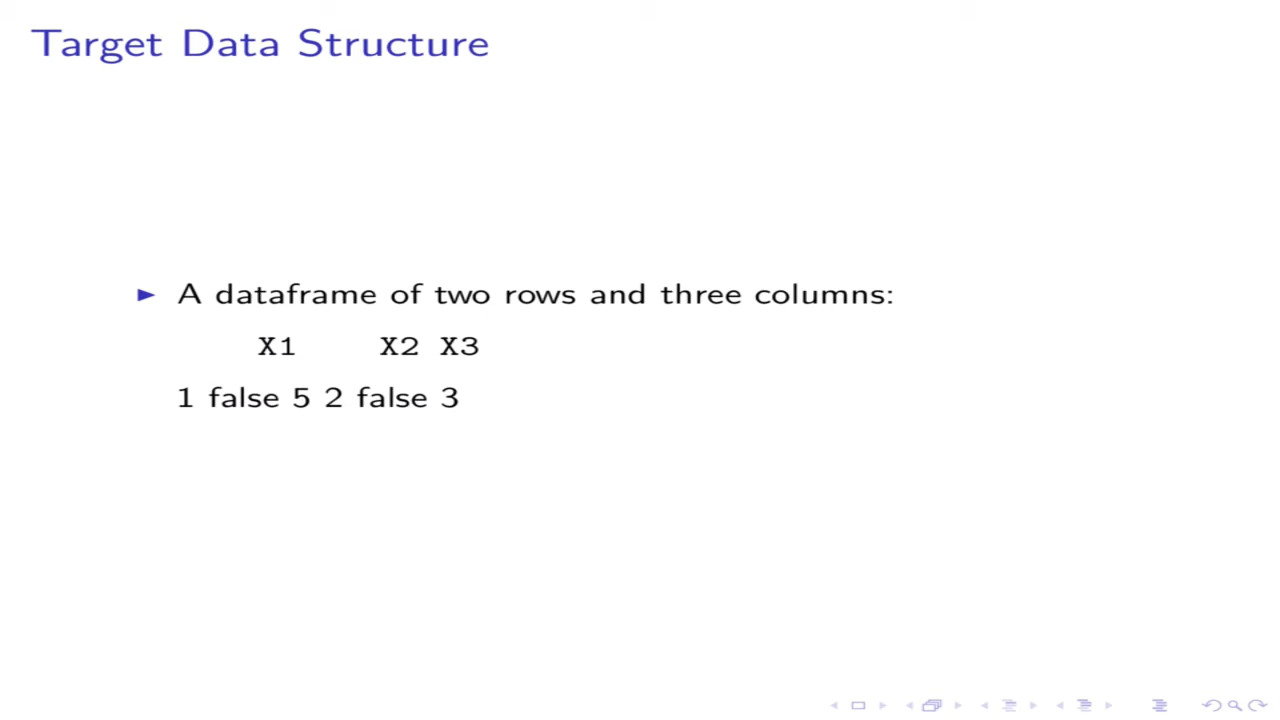 Target Data Structure
A dataframe of two rows and three columns:
X1 X2 X3
1 false 5 2 false 3